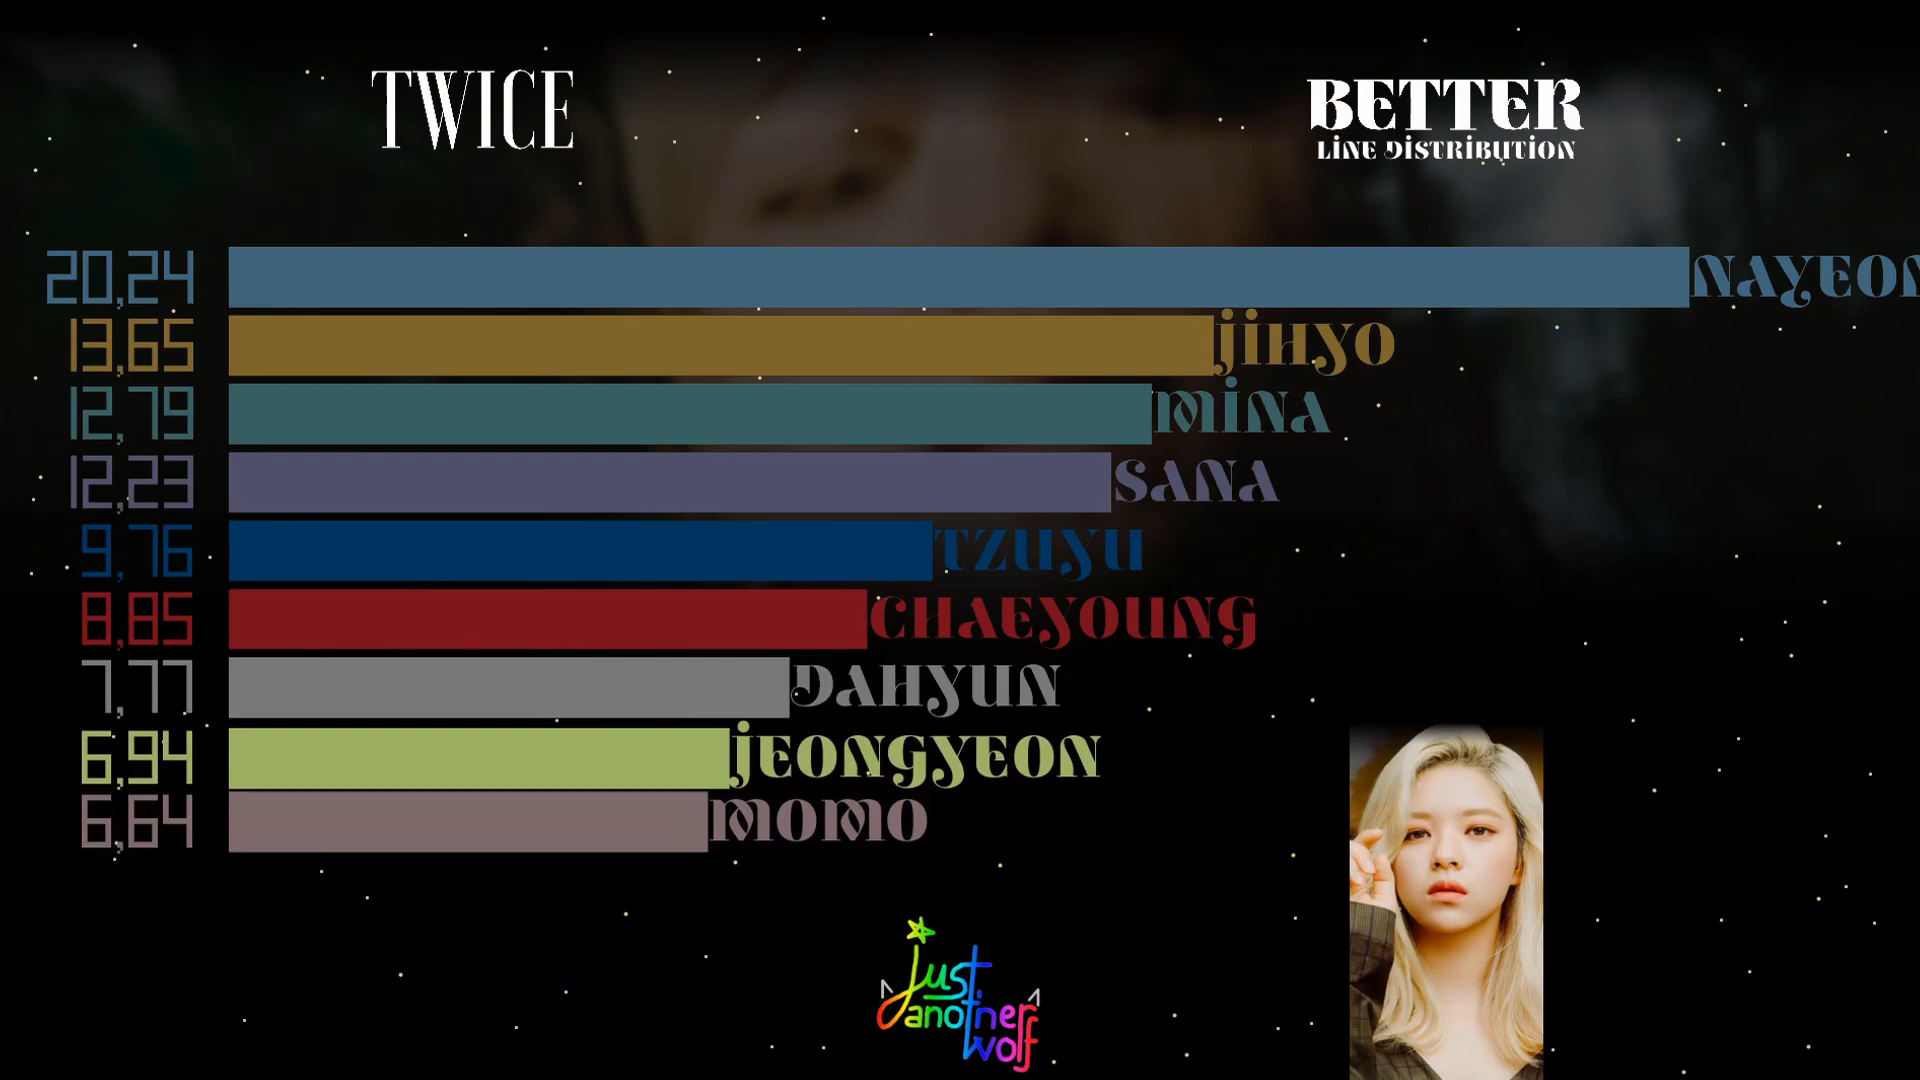 TWICE
BETTER
LINE DISTRIBUTION
20,24 NAYEON
13,65 JIHYO
12,79 MINA
12,23 SANA
9,76 TZUYU
8,85 CHAEYOUNG
7,77 DAHYUN
6,94 JEONGYEON
6,64 MOMO
just
another
wolf